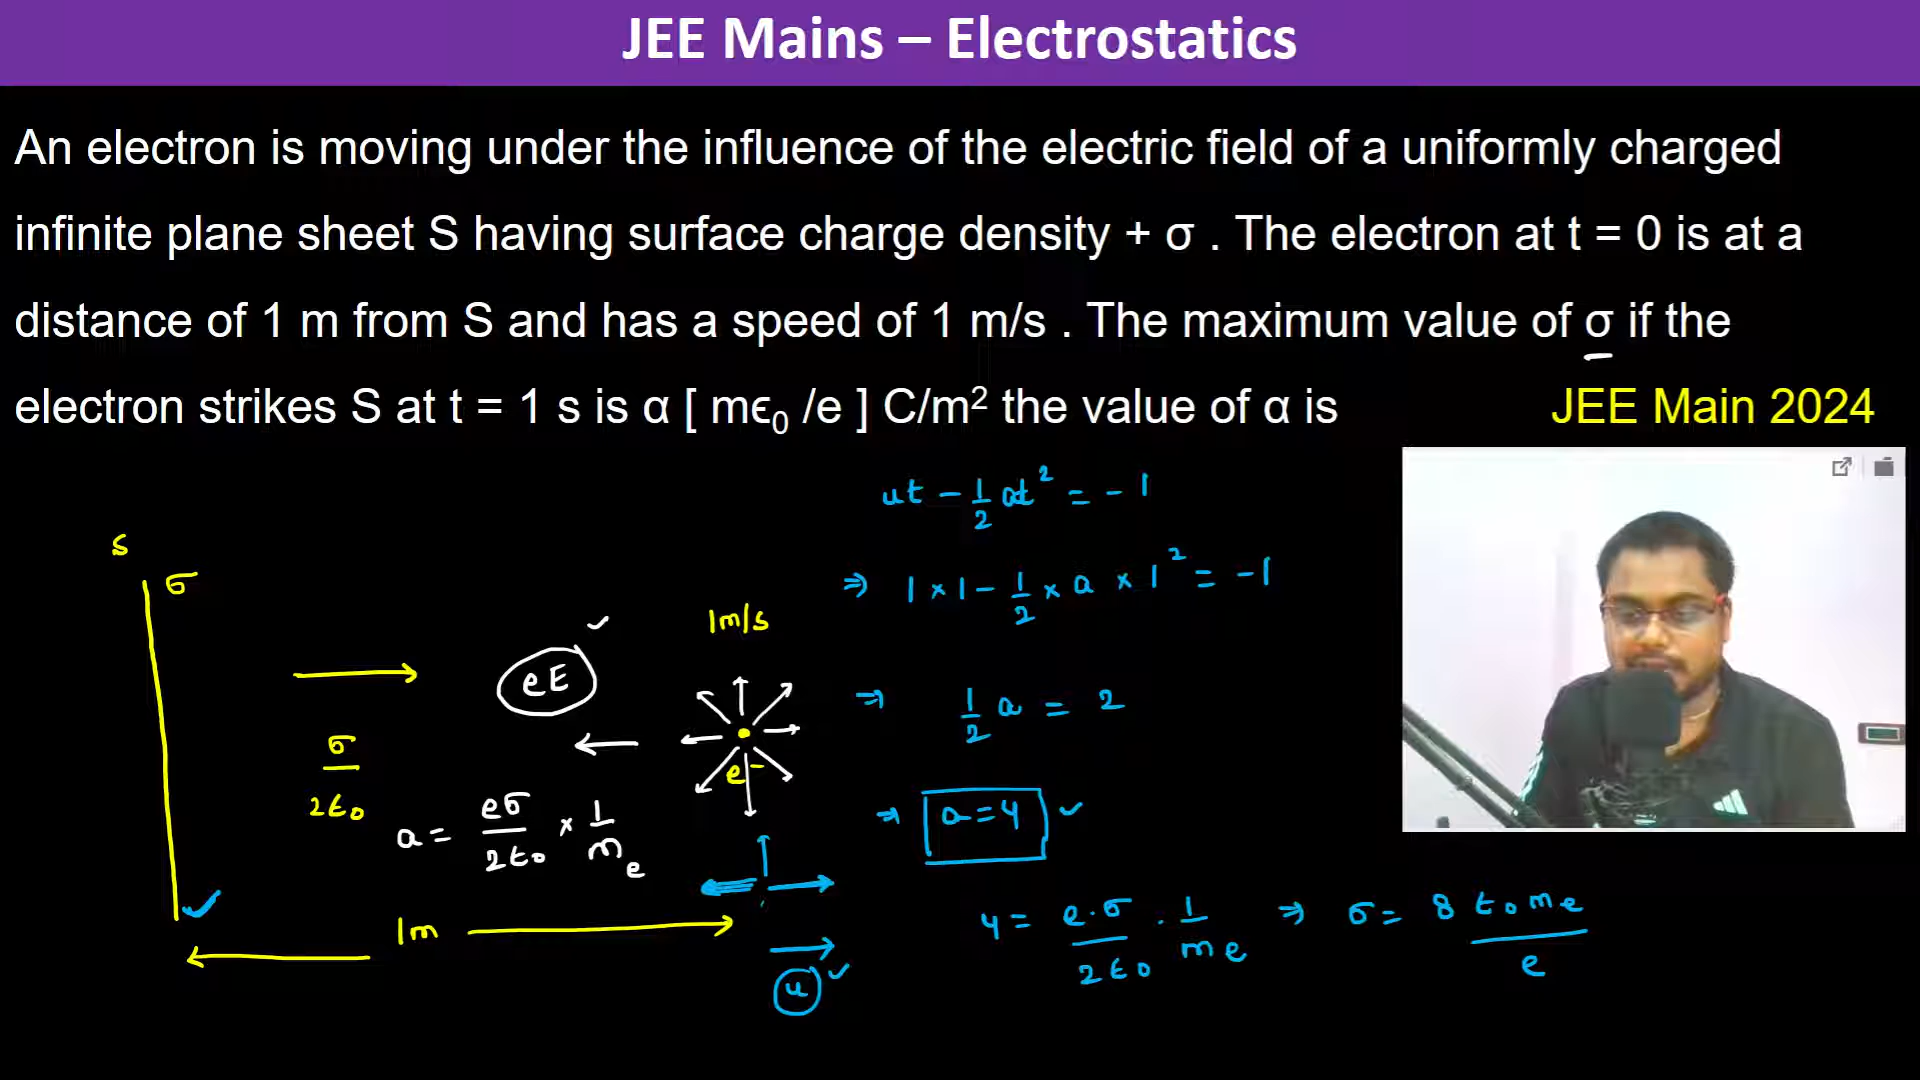 JEE Mains – Electrostatics
An electron is moving under the influence of the electric field of a uniformly charged
infinite plane sheet S having surface charge density + σ . The electron at t = 0 is at a
distance of 1 m from S and has a speed of 1 m/s . The maximum value of σ if the
electron strikes S at t = 1 s is α [ mϵ₀ /e ] C/m² the value of α is
JEE Main 2024
ut - 1/2 at² = - 1
⇒ 1 × 1 - 1/2 × a × 1² = - 1
⇒ 1/2 a = 2
⇒ a = 4 ✓
4 = e·σ/2ε₀ · 1/me ⇒ σ = 8 ε₀me/e
S
σ
1m/s
eE
e⁻
σ/2ε₀
a = eσ/2ε₀ × 1/me
1m
u